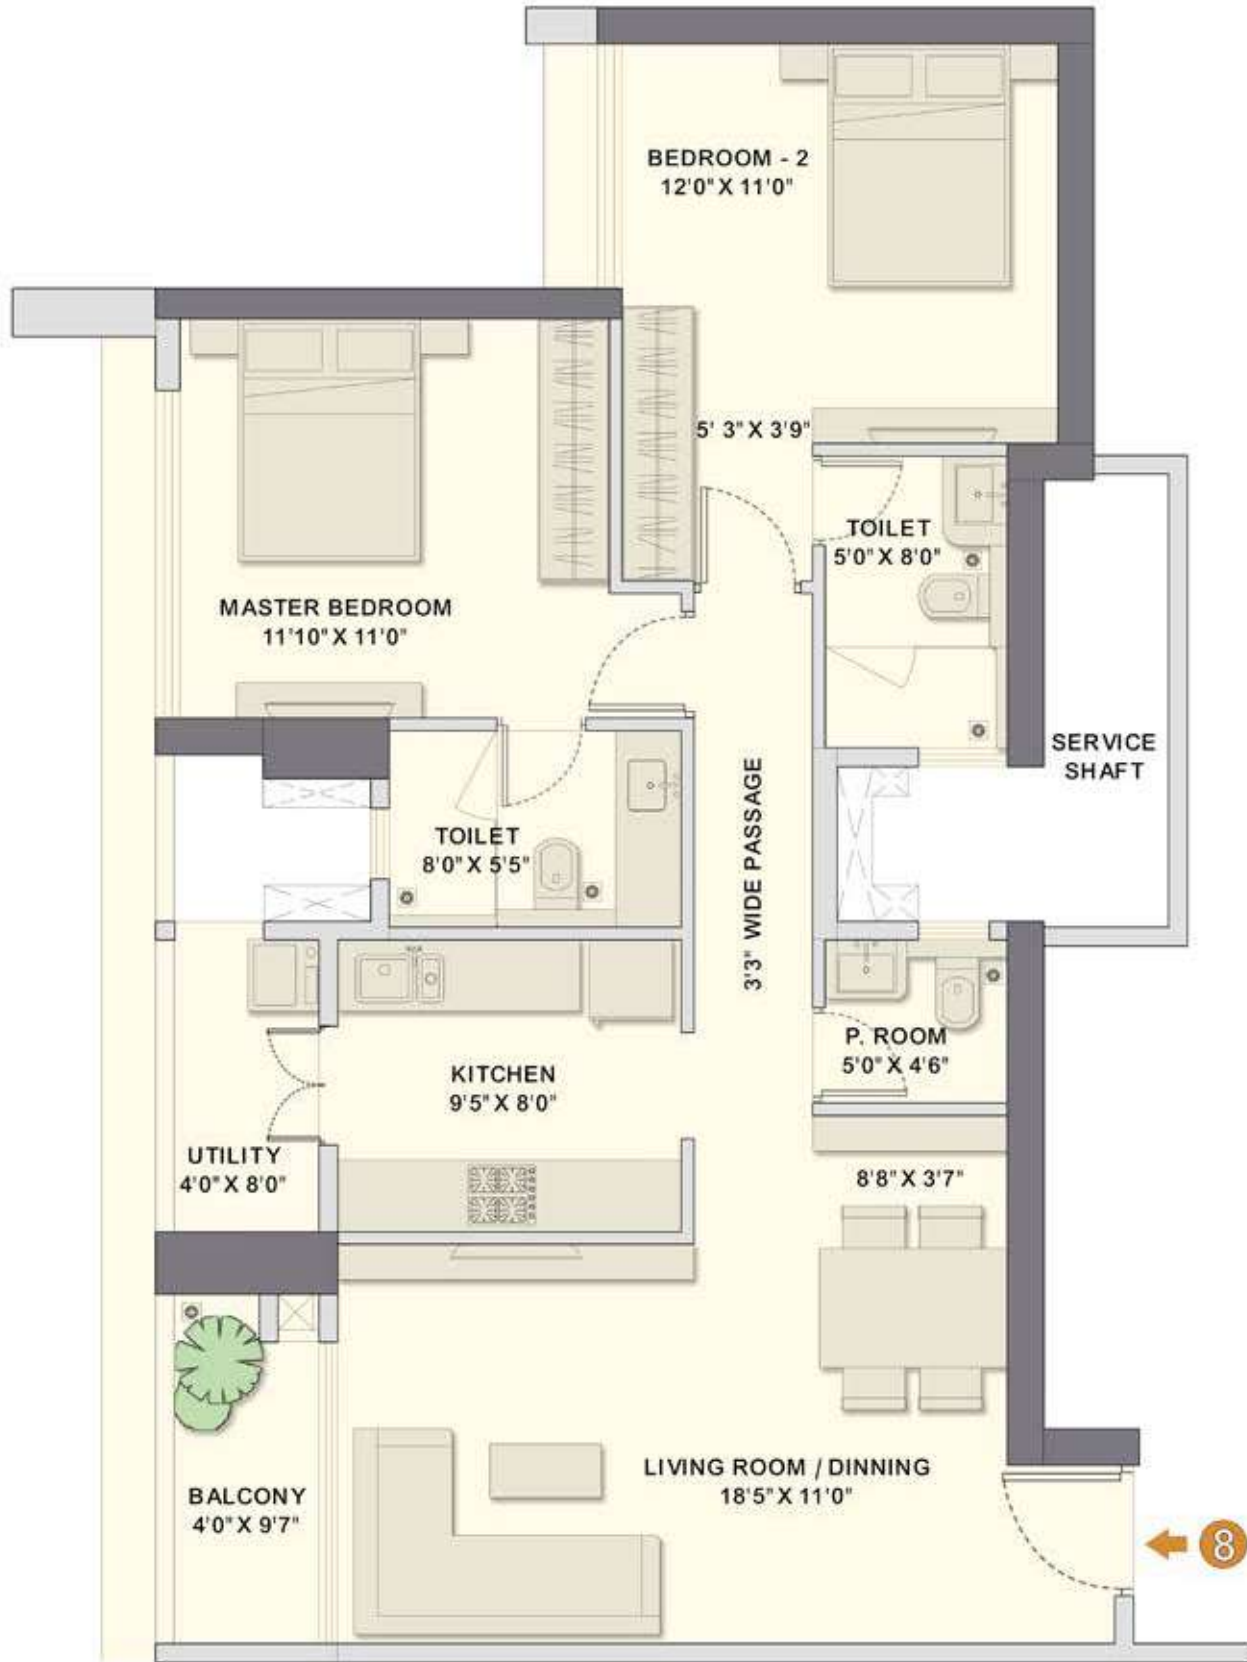 BEDROOM - 2
12'0" X 11'0"
5' 3" X 3'9"
TOILET
5'0" X 8'0"
MASTER BEDROOM
11'10" X 11'0"
SERVICE
SHAFT
TOILET
8'0" X 5'5"
3'3" WIDE PASSAGE
P. ROOM
5'0" X 4'6"
KITCHEN
9'5" X 8'0"
UTILITY
4'0" X 8'0"
8'8" X 3'7"
LIVING ROOM / DINNING
18'5" X 11'0"
BALCONY
4'0" X 9'7"
8